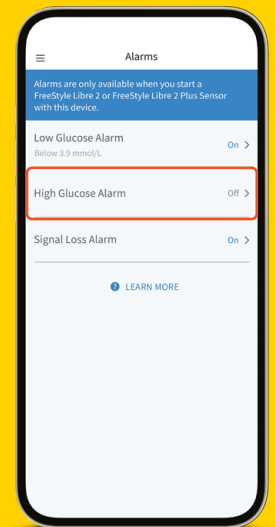 Alarms
Alarms are only available when you start a
FreeStyle Libre 2 or FreeStyle Libre 2 Plus Sensor
with this device.
Low Glucose Alarm
On >
Below 3.9 mmol/L
High Glucose Alarm
Off >
Signal Loss Alarm
On >
? LEARN MORE